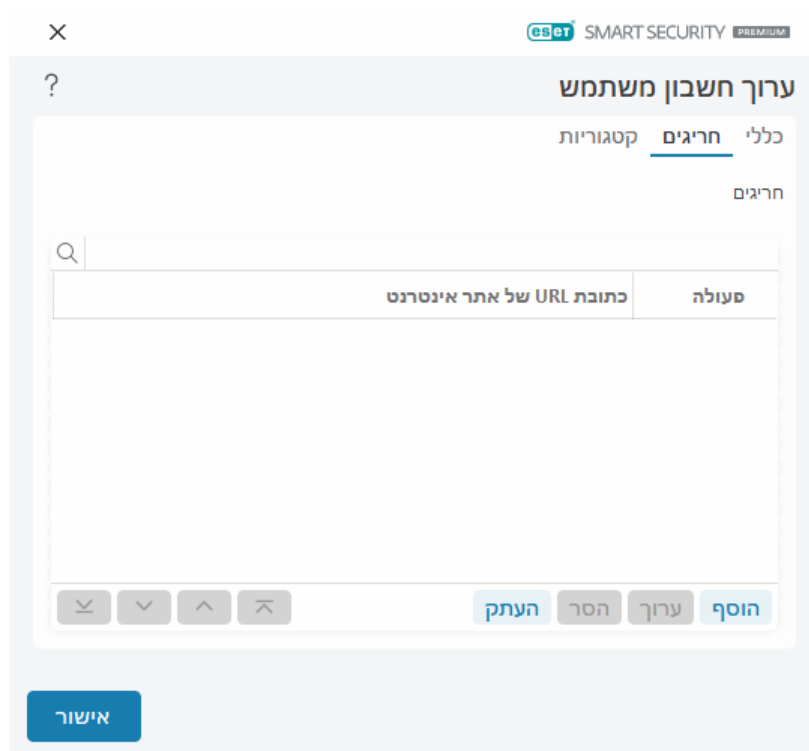 eset SMART SECURITY PREMIUM
ערוך חשבון משתמש ?
כללי חריגים קטגוריות
חריגים
פעולה כתובת URL של אתר אינטרנט
הוסף ערוך הסר העתק
אישור